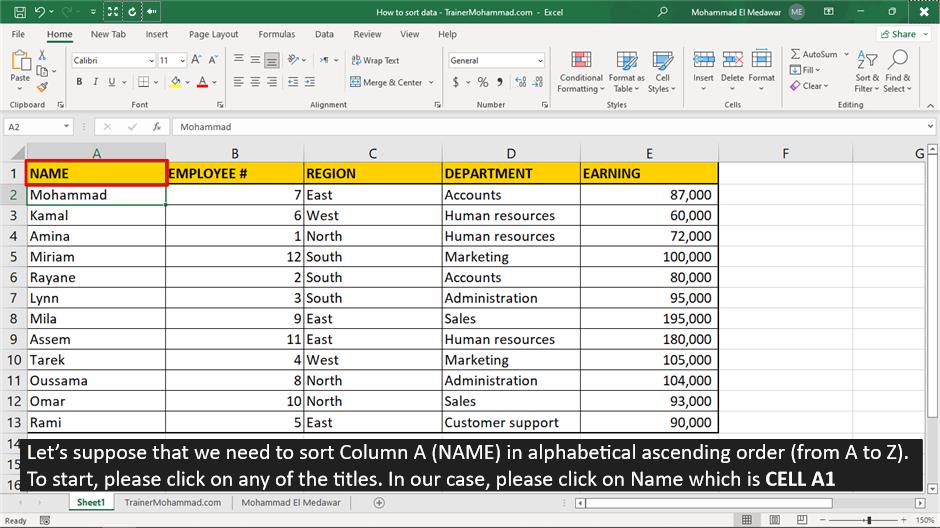 How to sort data - TrainerMohammad.com - Excel
Mohammad El Medawar ME
File Home New Tab Insert Page Layout Formulas Data Review View Help Share
Paste
Calibri 11
B I U A
Wrap Text
Merge & Center
General
$ % 9
Conditional Formatting
Format as Table
Cell Styles
Insert Delete Format
AutoSum
Fill
Clear
Sort & Filter
Find & Select
Clipboard Font Alignment Number Styles Cells Editing
A2 fx Mohammad
A B C D E F G
1 NAME EMPLOYEE # REGION DEPARTMENT EARNING
2 Mohammad 7 East Accounts 87,000
3 Kamal 6 West Human resources 60,000
4 Amina 1 North Human resources 72,000
5 Miriam 12 South Marketing 100,000
6 Rayane 2 South Accounts 80,000
7 Lynn 3 South Administration 95,000
8 Mila 9 East Sales 195,000
9 Assem 11 East Human resources 180,000
10 Tarek 4 West Marketing 105,000
11 Oussama 8 North Administration 104,000
12 Omar 10 North Sales 93,000
13 Rami 5 East Customer support 90,000
14
Let's suppose that we need to sort Column A (NAME) in alphabetical ascending order (from A to Z).
15
To start, please click on any of the titles. In our case, please click on Name which is CELL A1
16
Sheet1 TrainerMohammad.com Mohammad El Medawar
Ready 150%